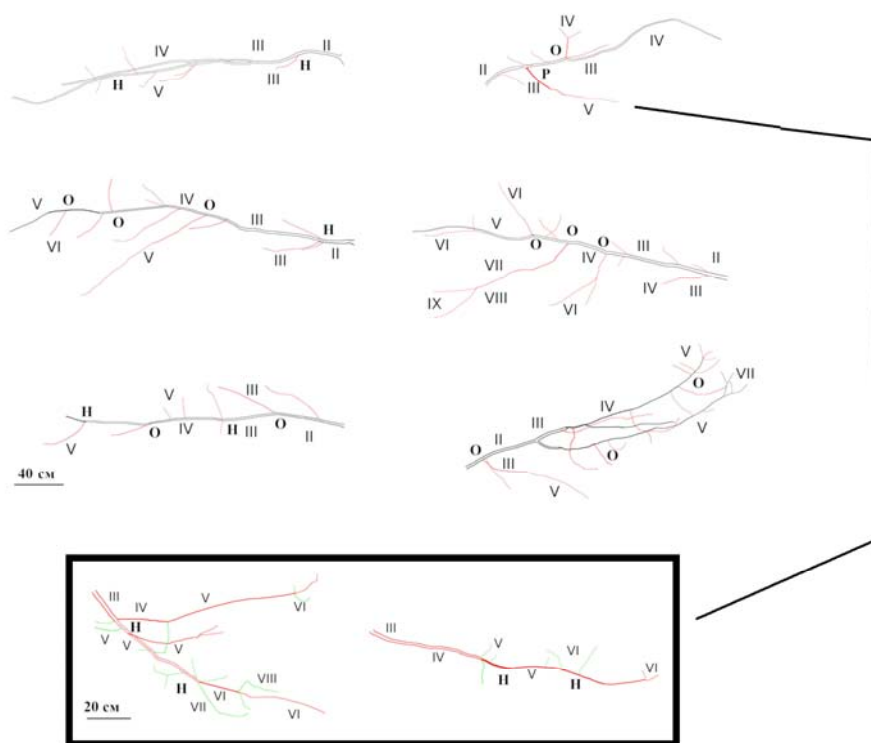 IV III II
Н V III Н
IV
О IV
II Р III
III V
V О О IV О III Н
VI V III II
VI
V О О О III II
VI VII IV IV III
IX VIII VI
V III
Н О IV Н III О II
V
40 см
V
О VII
III IV
О II V
III О
V
III IV V VI
Н
V V V
Н VI VIII
VII VI
20 см
III
IV V VI
Н V Н VI